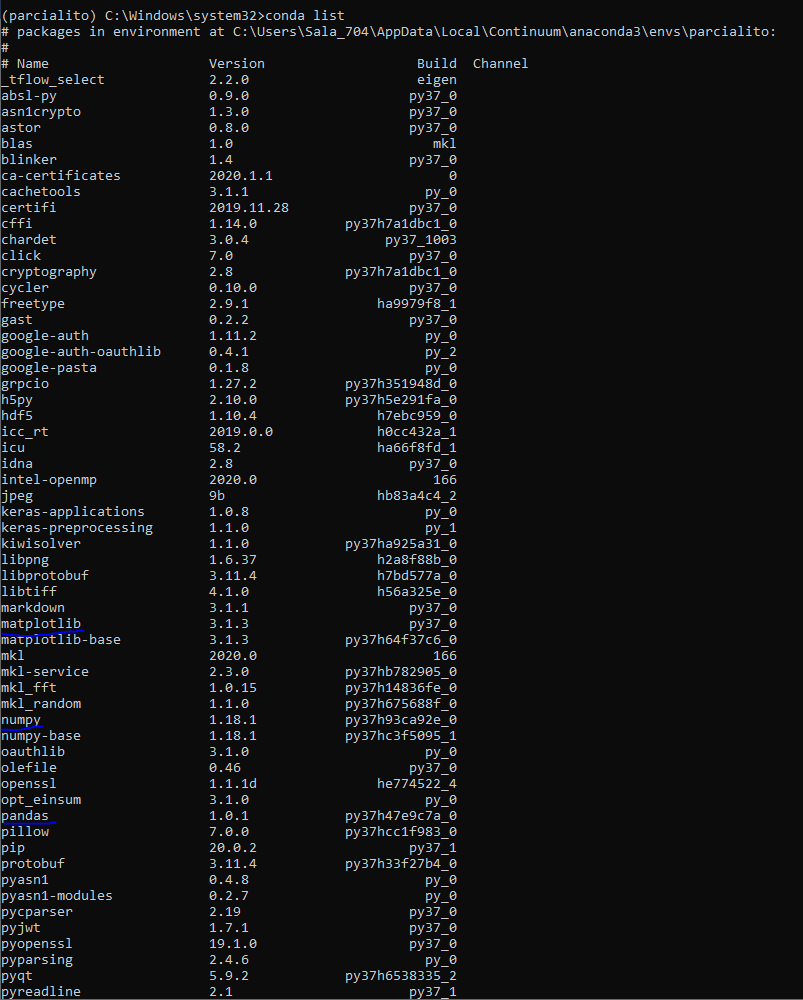 (parcialito) C:\Windows\system32>conda list
# packages in environment at C:\Users\Sala_704\AppData\Local\Continuum\anaconda3\envs\parcialito:
#
# Name Version Build Channel
_tflow_select 2.2.0 eigen
absl-py 0.9.0 py37_0
asn1crypto 1.3.0 py37_0
astor 0.8.0 py37_0
blas 1.0 mkl
blinker 1.4 py37_0
ca-certificates 2020.1.1 0
cachetools 3.1.1 py_0
certifi 2019.11.28 py37_0
cffi 1.14.0 py37h7a1dbc1_0
chardet 3.0.4 py37_1003
click 7.0 py37_0
cryptography 2.8 py37h7a1dbc1_0
cycler 0.10.0 py37_0
freetype 2.9.1 ha9979f8_1
gast 0.2.2 py37_0
google-auth 1.11.2 py_0
google-auth-oauthlib 0.4.1 py_2
google-pasta 0.1.8 py_0
grpcio 1.27.2 py37h351948d_0
h5py 2.10.0 py37h5e291fa_0
hdf5 1.10.4 h7ebc959_0
icc_rt 2019.0.0 h0cc432a_1
icu 58.2 ha66f8fd_1
idna 2.8 py37_0
intel-openmp 2020.0 166
jpeg 9b hb83a4c4_2
keras-applications 1.0.8 py_0
keras-preprocessing 1.1.0 py_1
kiwisolver 1.1.0 py37ha925a31_0
libpng 1.6.37 h2a8f88b_0
libprotobuf 3.11.4 h7bd577a_0
libtiff 4.1.0 h56a325e_0
markdown 3.1.1 py37_0
matplotlib 3.1.3 py37_0
matplotlib-base 3.1.3 py37h64f37c6_0
mkl 2020.0 166
mkl-service 2.3.0 py37hb782905_0
mkl_fft 1.0.15 py37h14836fe_0
mkl_random 1.1.0 py37h675688f_0
numpy 1.18.1 py37h93ca92e_0
numpy-base 1.18.1 py37hc3f5095_1
oauthlib 3.1.0 py_0
olefile 0.46 py37_0
openssl 1.1.1d he774522_4
opt_einsum 3.1.0 py_0
pandas 1.0.1 py37h47e9c7a_0
pillow 7.0.0 py37hcc1f983_0
pip 20.0.2 py37_1
protobuf 3.11.4 py37h33f27b4_0
pyasn1 0.4.8 py_0
pyasn1-modules 0.2.7 py_0
pycparser 2.19 py37_0
pyjwt 1.7.1 py37_0
pyopenssl 19.1.0 py37_0
pyparsing 2.4.6 py_0
pyqt 5.9.2 py37h6538335_2
pyreadline 2.1 py37_1